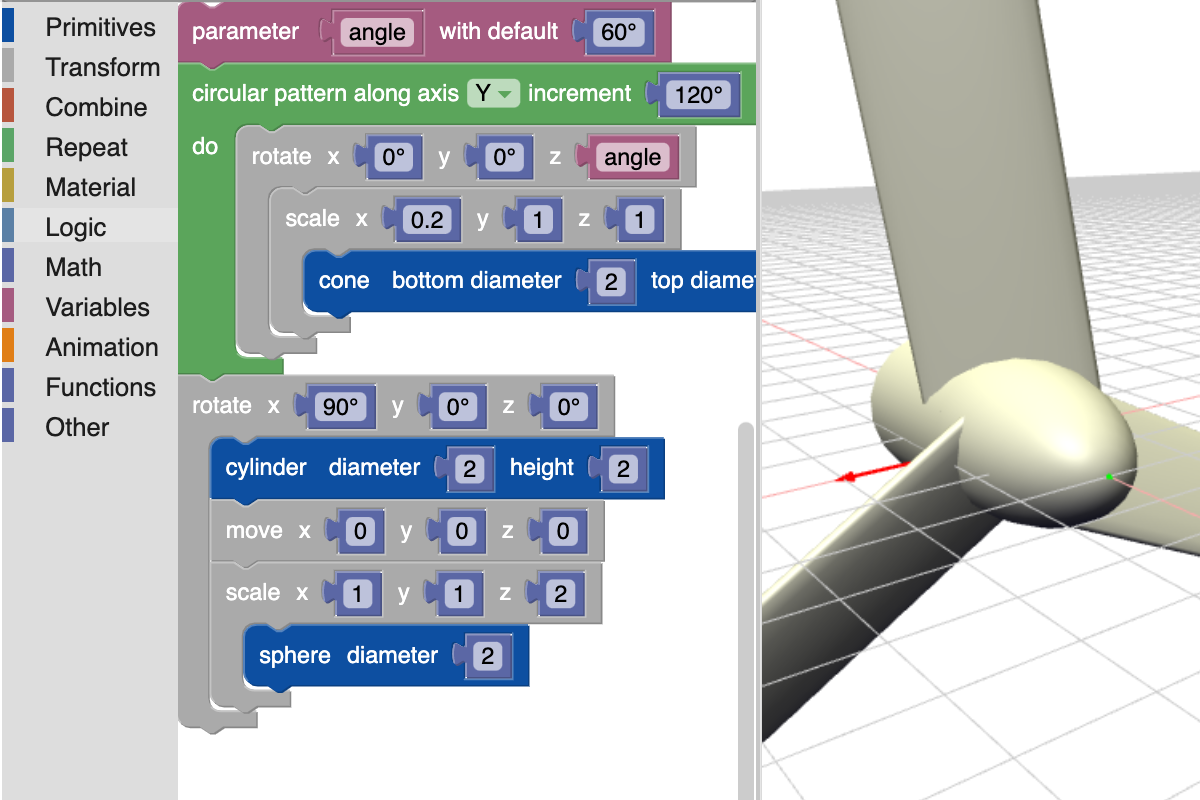 Primitives
Transform
Combine
Repeat
Material
Logic
Math
Variables
Animation
Functions
Other
parameter angle with default 60°
circular pattern along axis Y increment 120°
do
rotate x 0° y 0° z angle
scale x 0.2 y 1 z 1
cone bottom diameter 2 top
rotate x 90° y 0° z 0°
cylinder diameter 2 height 2
move x 0 y 0 z 0
scale x 1 y 1 z 2
sphere diameter 2